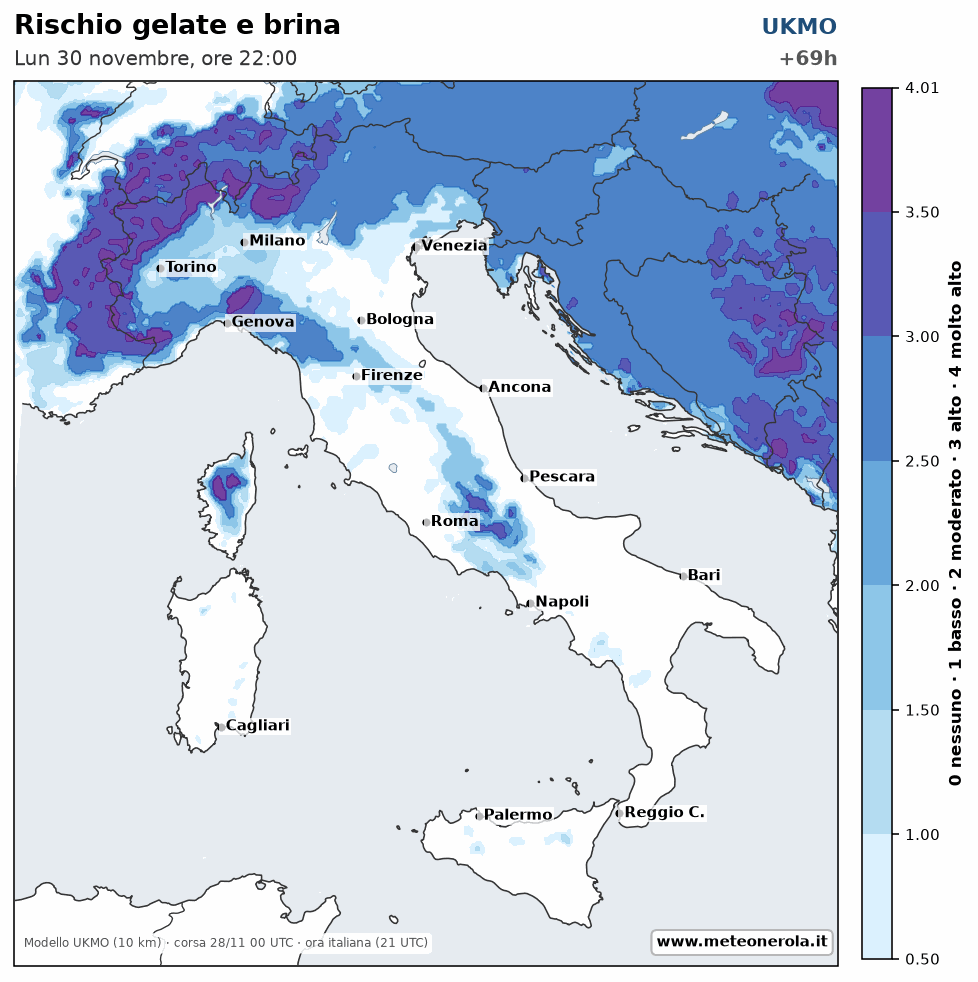 Rischio gelate e brina
UKMO
Lun 30 novembre, ore 22:00
+69h
4.01
3.50
3.00
2.50
2.00
1.50
1.00
0.50
0 nessuno · 1 basso · 2 moderato · 3 alto · 4 molto alto
Milano
Venezia
Torino
Genova
Bologna
Firenze
Ancona
Pescara
Roma
Bari
Napoli
Cagliari
Palermo
Reggio C.
Modello UKMO (10 km) · corsa 28/11 00 UTC · ora italiana (21 UTC)
www.meteonerola.it